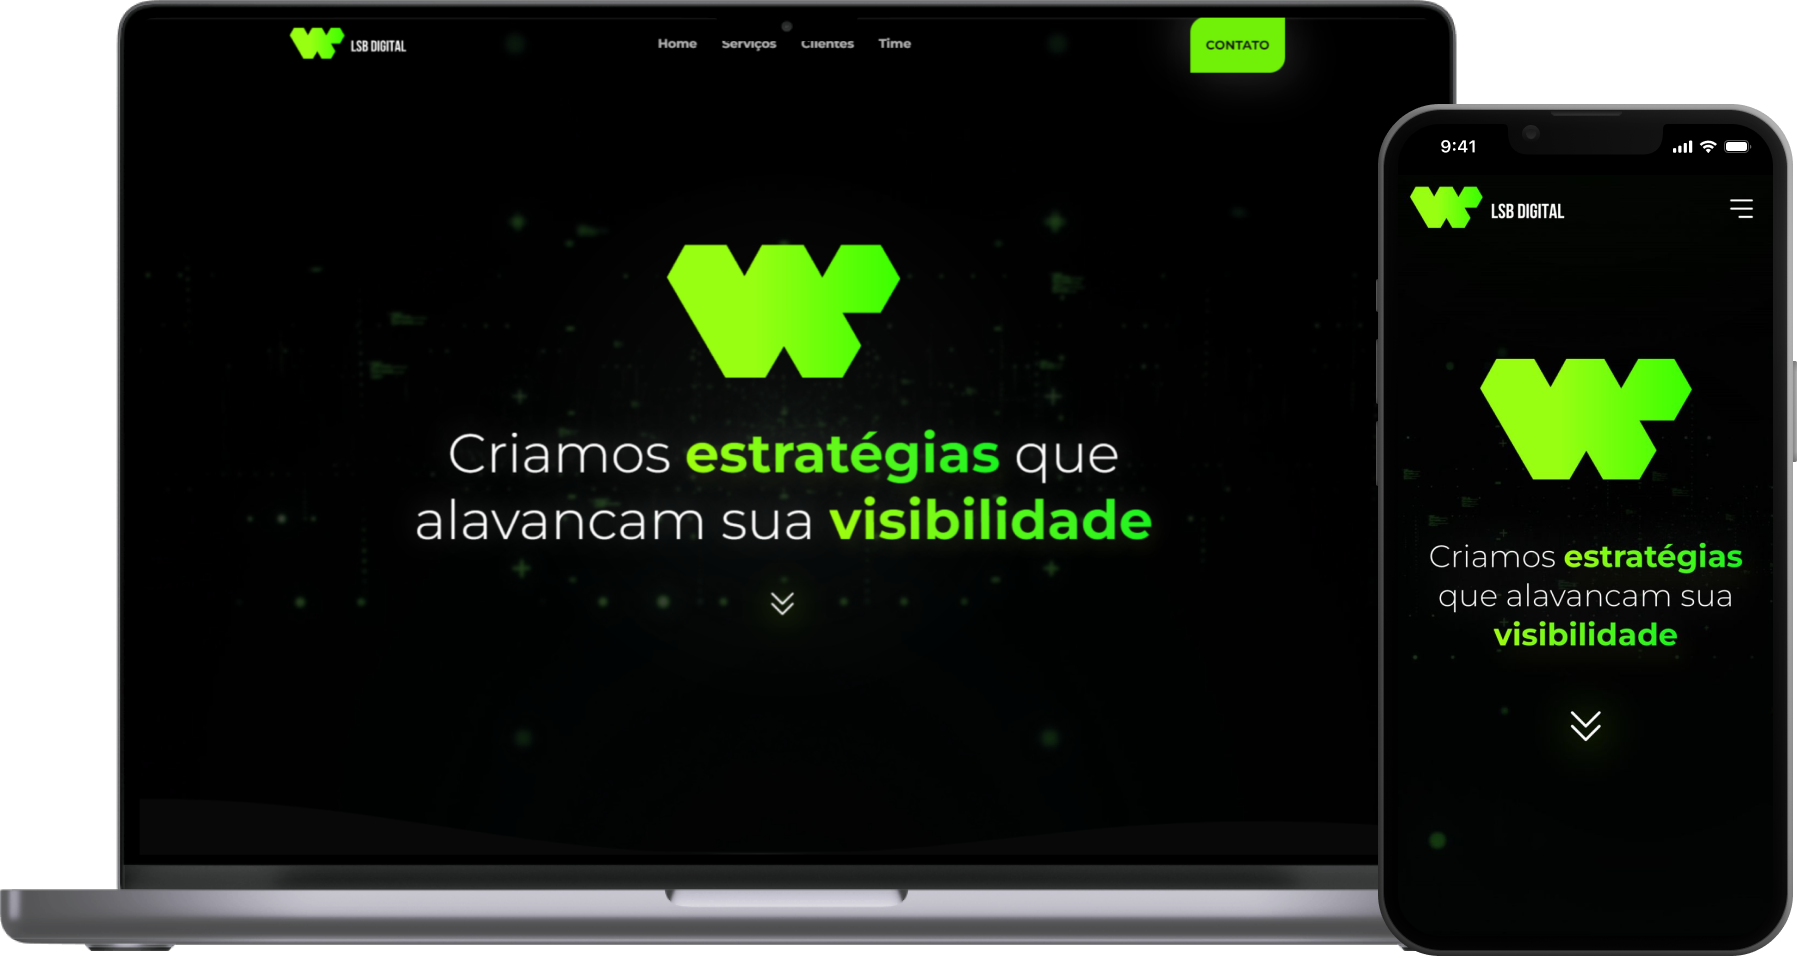 LSB DIGITAL
Home Serviços Clientes Time
CONTATO
Criamos estratégias que
alavancam sua visibilidade
9:41
LSB DIGITAL
Criamos estratégias
que alavancam sua
visibilidade